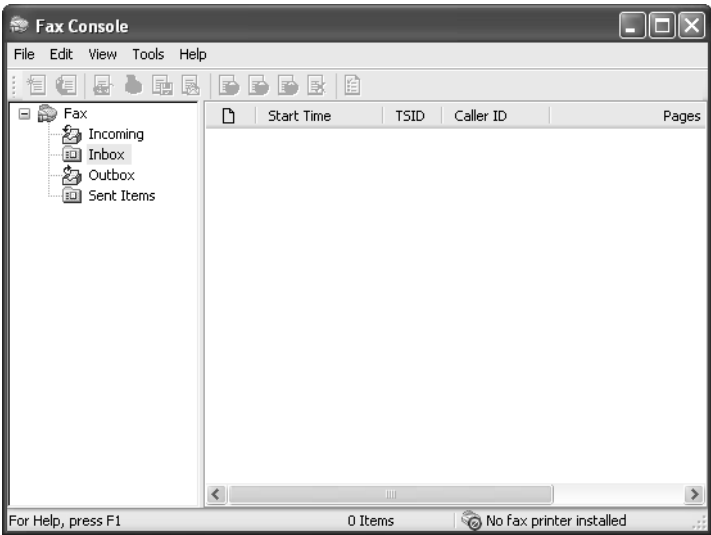 Fax Console
File Edit View Tools Help
Fax Start Time TSID Caller ID Pages
Incoming
Inbox
Outbox
Sent Items
For Help, press F1 0 Items No fax printer installed